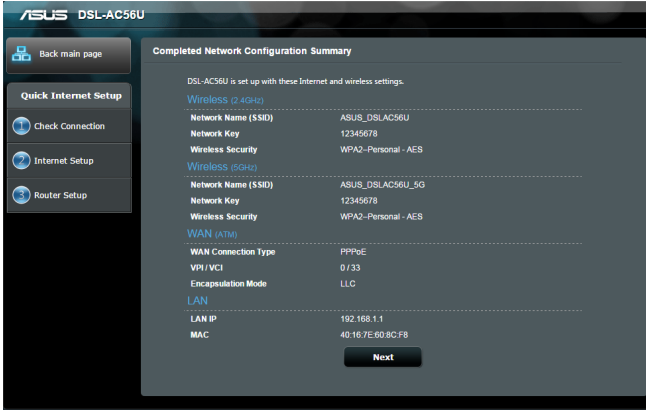 ASUS DSL-AC56U
Back main page
Quick Internet Setup
1 Check Connection
2 Internet Setup
3 Router Setup
Completed Network Configuration Summary
DSL-AC56U is set up with these Internet and wireless settings.
Wireless (2.4GHz)
Network Name (SSID) ASUS_DSLAC56U
Network Key 12345678
Wireless Security WPA2-Personal - AES
Wireless (5GHz)
Network Name (SSID) ASUS_DSLAC56U_5G
Network Key 12345678
Wireless Security WPA2-Personal - AES
WAN (ATM)
WAN Connection Type PPPoE
VPI / VCI 0 / 33
Encapsulation Mode LLC
LAN
LAN IP 192.168.1.1
MAC 40:16:7E:60:8C:F8
Next